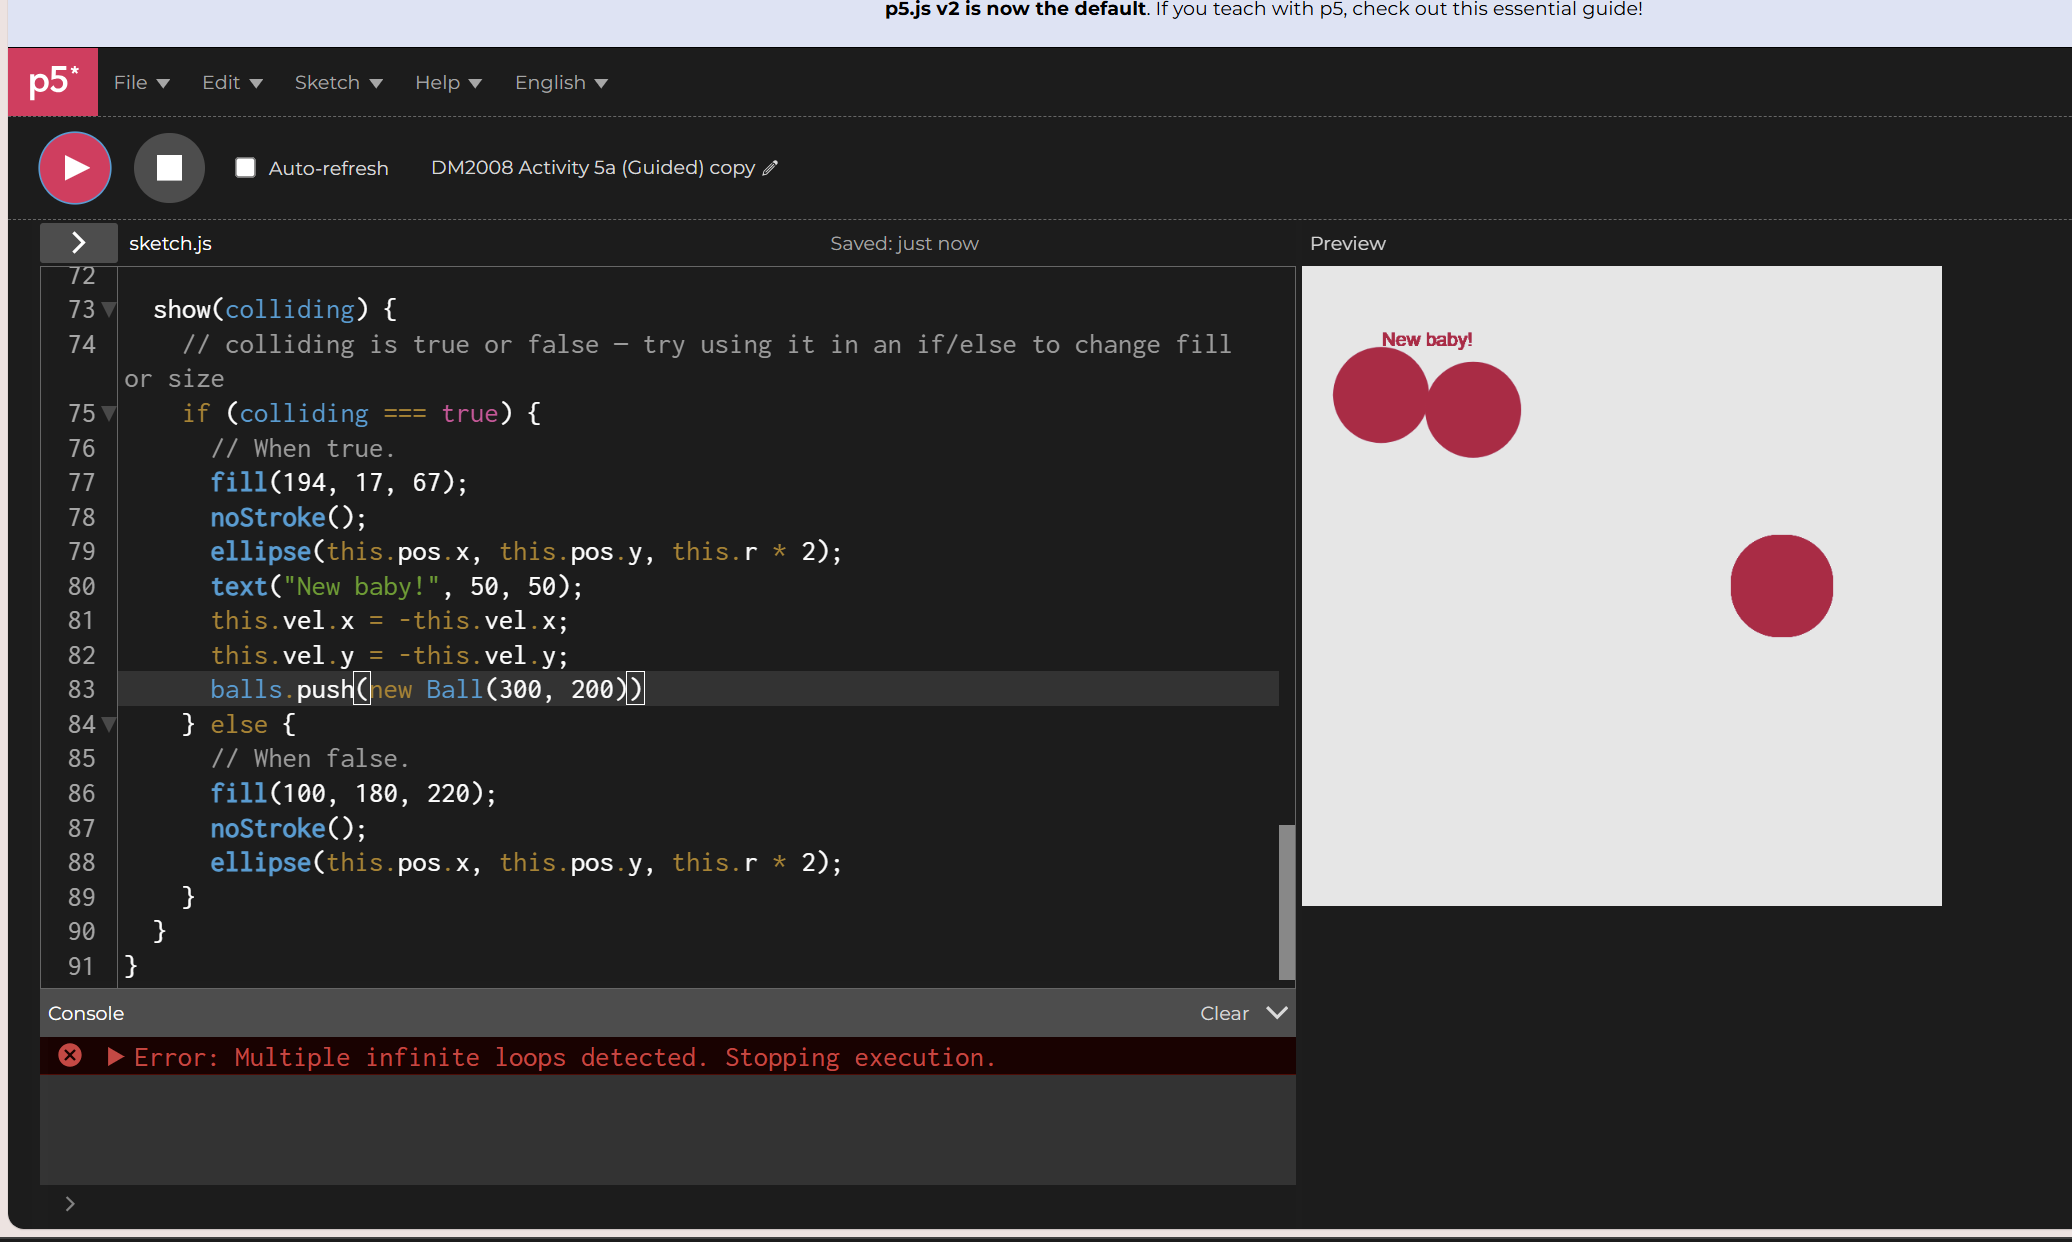 p5.js v2 is now the default. If you teach with p5, check out this essential guide!
p5* File Edit Sketch Help English
Auto-refresh DM2008 Activity 5a (Guided) copy
sketch.js Saved: just now Preview
72
73 show(colliding) {
74 // colliding is true or false — try using it in an if/else to change fill
or size
75 if (colliding === true) {
76 // When true.
77 fill(194, 17, 67);
78 noStroke();
79 ellipse(this.pos.x, this.pos.y, this.r * 2);
80 text("New baby!", 50, 50);
81 this.vel.x = -this.vel.x;
82 this.vel.y = -this.vel.y;
83 balls.push(new Ball(300, 200))
84 } else {
85 // When false.
86 fill(100, 180, 220);
87 noStroke();
88 ellipse(this.pos.x, this.pos.y, this.r * 2);
89 }
90 }
91 }
New baby!
Console Clear
Error: Multiple infinite loops detected. Stopping execution.